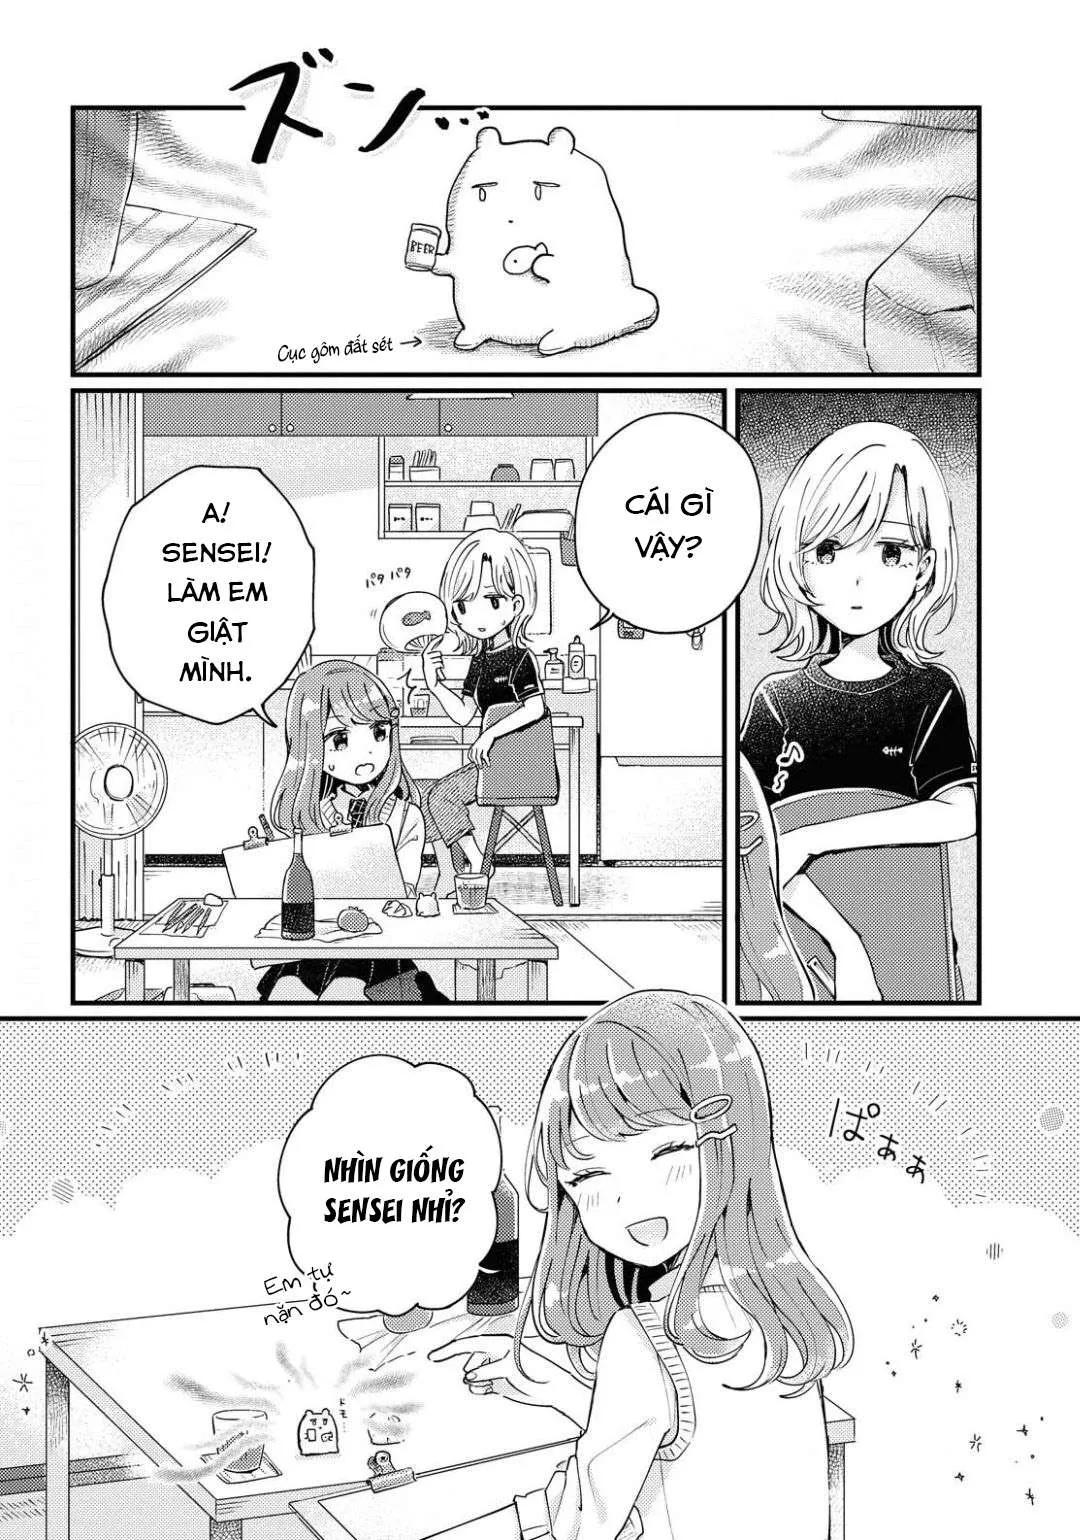 ズン...
BEER
Cục gôm đất sét →
CÁI GÌ
VẬY?
A!
SENSEI!
LÀM EM
GIẬT
MÌNH.
パタパタ
ぱぁぁ
NHÌN GIỐNG
SENSEI NHỈ?
Em tự
nặn đó~